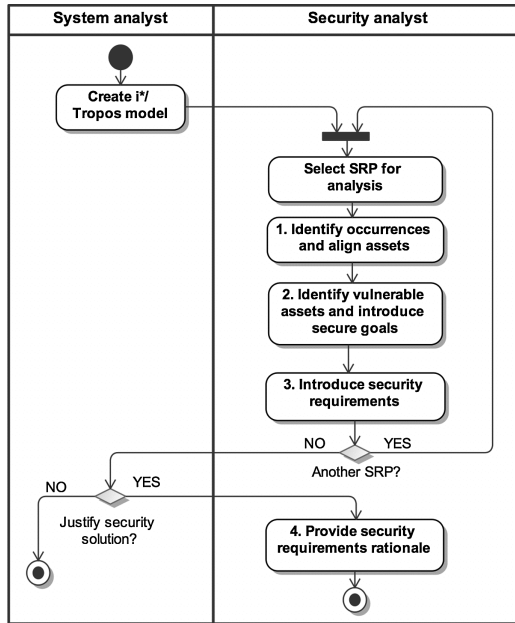 System analyst
Security analyst
Create i*/
Tropos model
Select SRP for
analysis
1. Identify occurrences
and align assets
2. Identify vulnerable
assets and introduce
secure goals
3. Introduce security
requirements
NO
YES
Another SRP?
NO
YES
Justify security
solution?
4. Provide security
requirements rationale